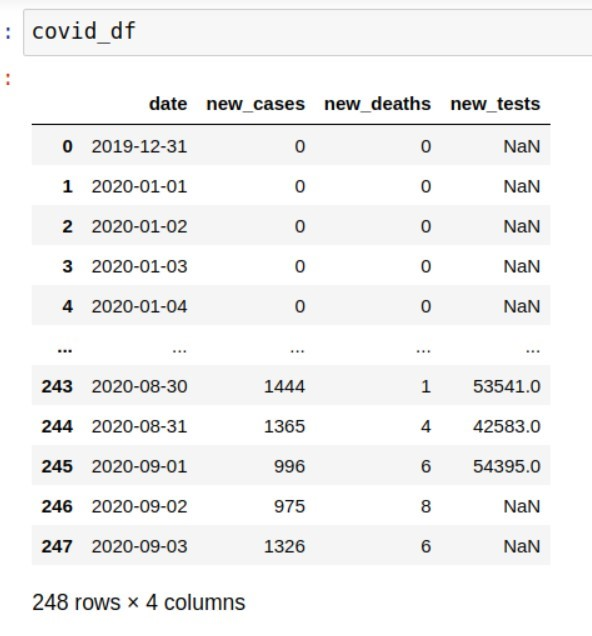 : covid_df
:
date new_cases new_deaths new_tests
0 2019-12-31 0 0 NaN
1 2020-01-01 0 0 NaN
2 2020-01-02 0 0 NaN
3 2020-01-03 0 0 NaN
4 2020-01-04 0 0 NaN
... ... ... ... ...
243 2020-08-30 1444 1 53541.0
244 2020-08-31 1365 4 42583.0
245 2020-09-01 996 6 54395.0
246 2020-09-02 975 8 NaN
247 2020-09-03 1326 6 NaN
248 rows × 4 columns